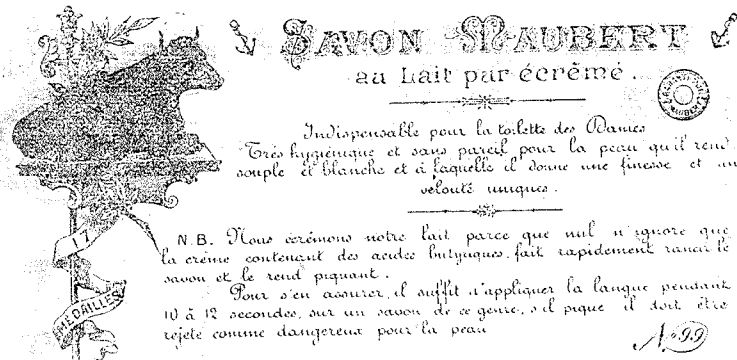 SAVON MAUBERT
au Lait pur écrêmé.
Indispensable pour la toilette des Dames
Très hygiénique et sans pareil pour la peau qu'il rend
souple et blanche et à laquelle il donne une finesse et un
velouté uniques.
N.B. Nous écrêmons notre lait parce que nul n'ignore que
la crème contenant des acides butyriques fait rapidement rancir le
savon et le rend piquant.
Pour s'en assurer, il suffit d'appliquer la langue pendant
10 à 12 secondes, sur un savon de ce genre, s'il pique il doit être
rejeté comme dangereux pour la peau
17
MEDAILLES
N° 99